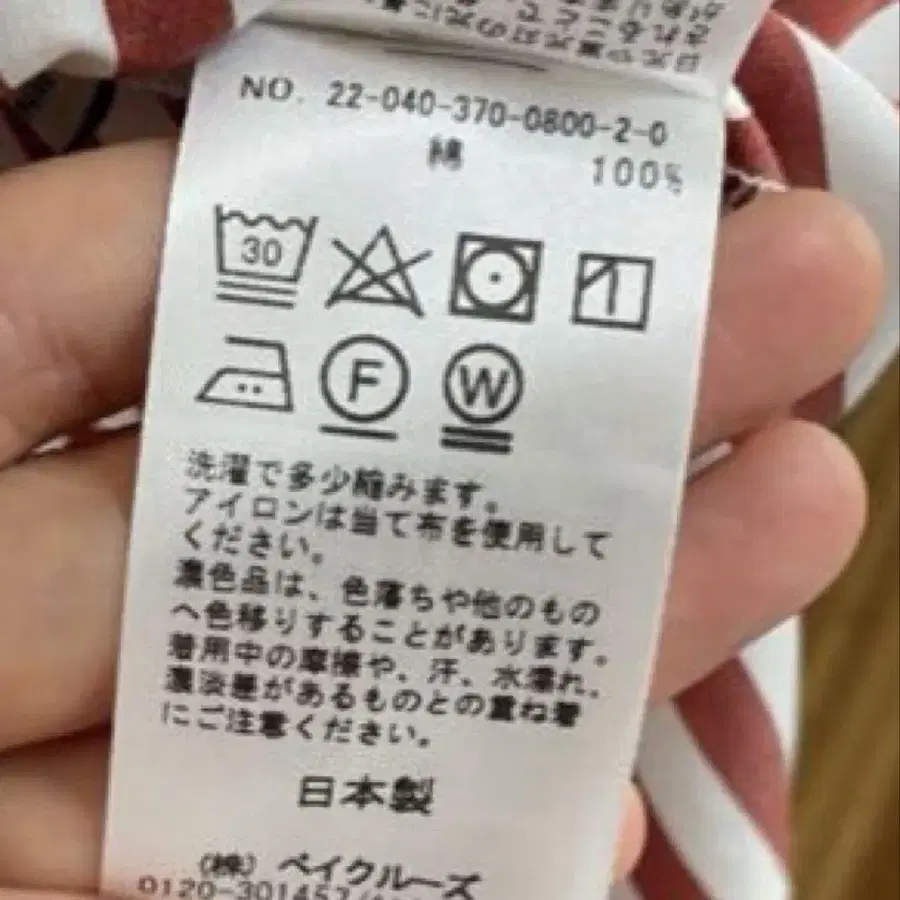 NO. 22-040-370-0800-2-0
綿 100%
30
F W
洗濯で多少縮みます。
アイロンは当て布を使用して
ください。
濃色品は、色落ちや他のもの
へ色移りすることがあります。
着用中の摩擦や、汗、水濡れ、
濃淡差があるものとの重ね着
にご注意ください。
日本製
(株) ベイクルーズ
0120-301457